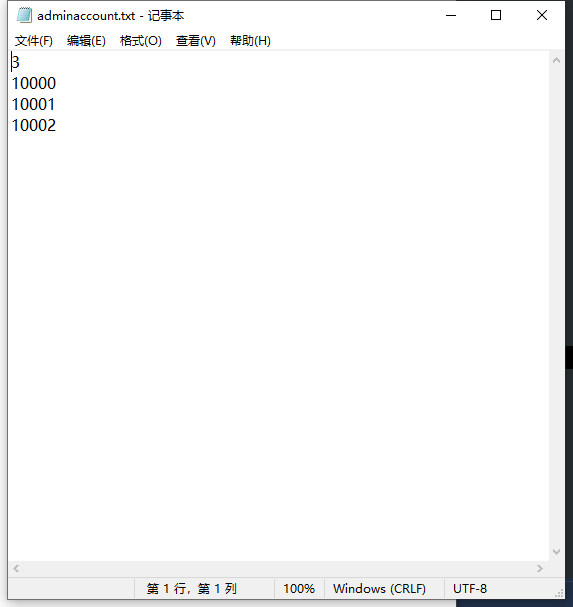 adminaccount.txt - 记事本
文件(F) 编辑(E) 格式(O) 查看(V) 帮助(H)
3
10000
10001
10002
第 1 行，第 1 列 100% Windows (CRLF) UTF-8